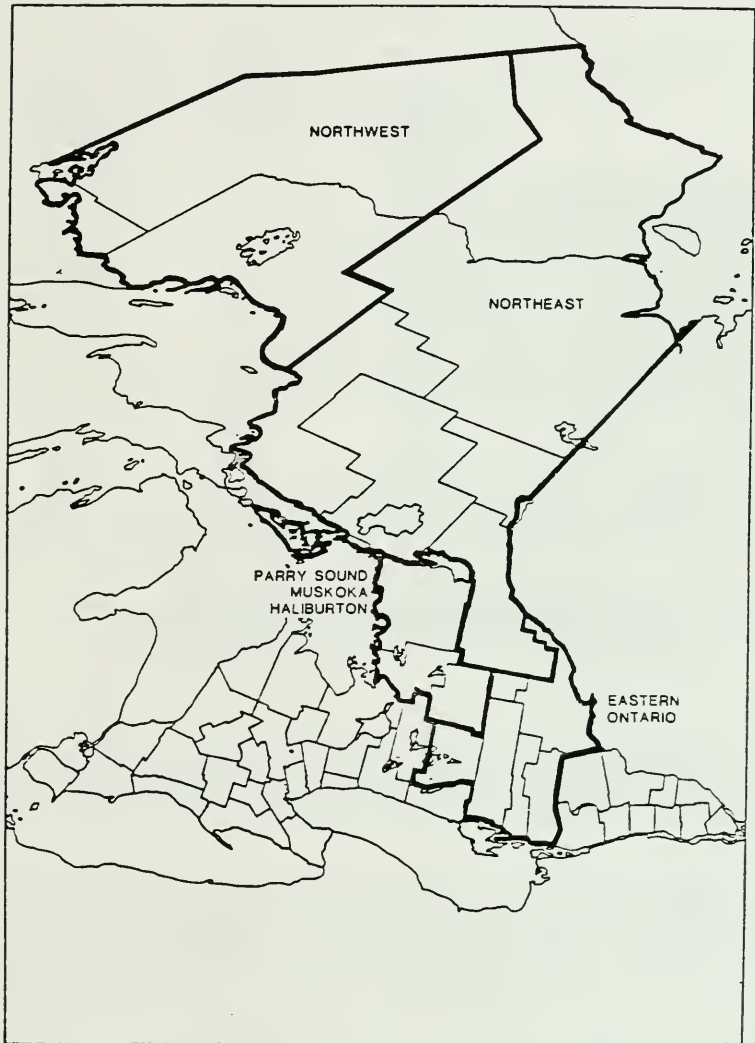 NORTHWEST
NORTHEAST
PARRY SOUND
MUSKOKA
HALIBURTON
EASTERN
ONTARIO